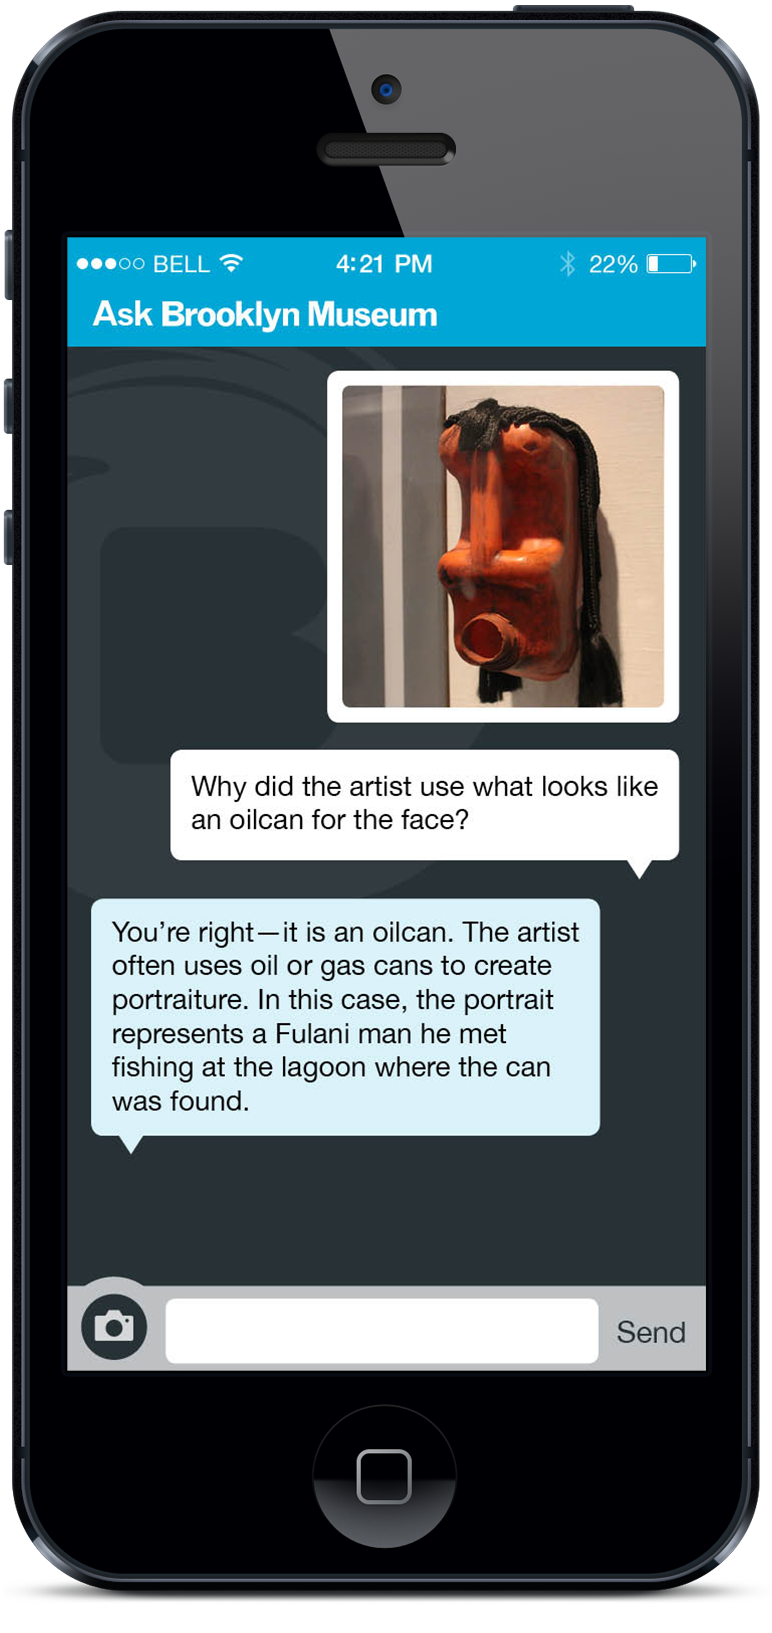 BELL 4:21 PM 22%
Ask Brooklyn Museum
Why did the artist use what looks like
an oilcan for the face?
You’re right—it is an oilcan. The artist
often uses oil or gas cans to create
portraiture. In this case, the portrait
represents a Fulani man he met
fishing at the lagoon where the can
was found.
Send